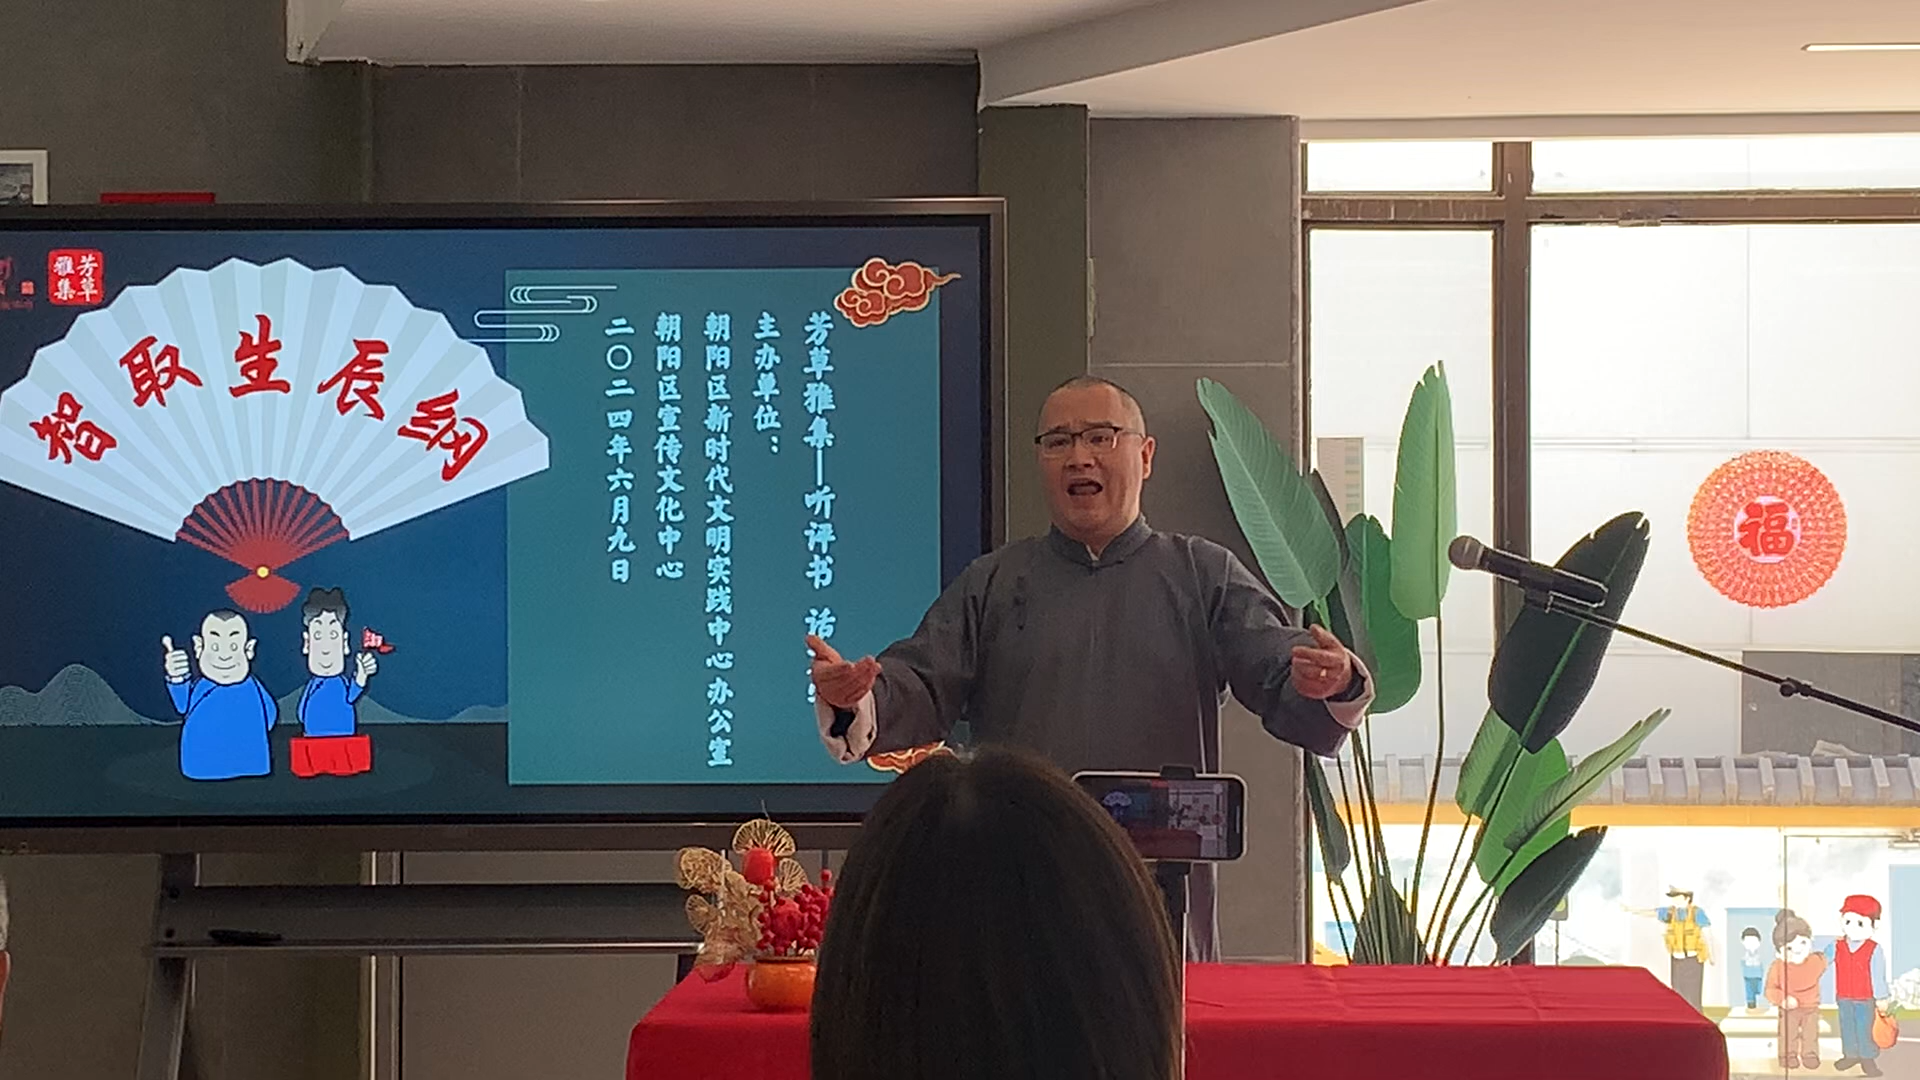 芳草
雅集
智取生辰纲
芳草雅集—听评书 话
主办单位：
朝阳区新时代文明实践中心办公室
朝阳区宣传文化中心
二〇二四年六月九日
福